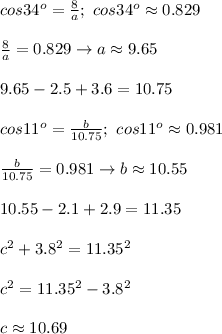 cos34° = 8/a; cos34° ≈ 0.829
8/a = 0.829 → a ≈ 9.65
9.65 − 2.5 + 3.6 = 10.75
cos11° = b/10.75; cos11° ≈ 0.981
b/10.75 = 0.981 → b ≈ 10.55
10.55 − 2.1 + 2.9 = 11.35
c² + 3.8² = 11.35²
c² = 11.35² − 3.8²
c ≈ 10.69